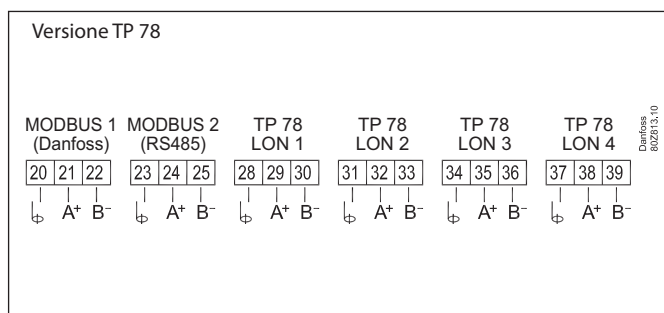 Versione TP 78
MODBUS 1
(Danfoss)
MODBUS 2
(RS485)
TP 78
LON 1
TP 78
LON 2
TP 78
LON 3
TP 78
LON 4
20 21 22
23 24 25
28 29 30
31 32 33
34 35 36
37 38 39
A+ B−
A+ B−
A+ B−
A+ B−
A+ B−
A+ B−
Danfoss
80Z813.10